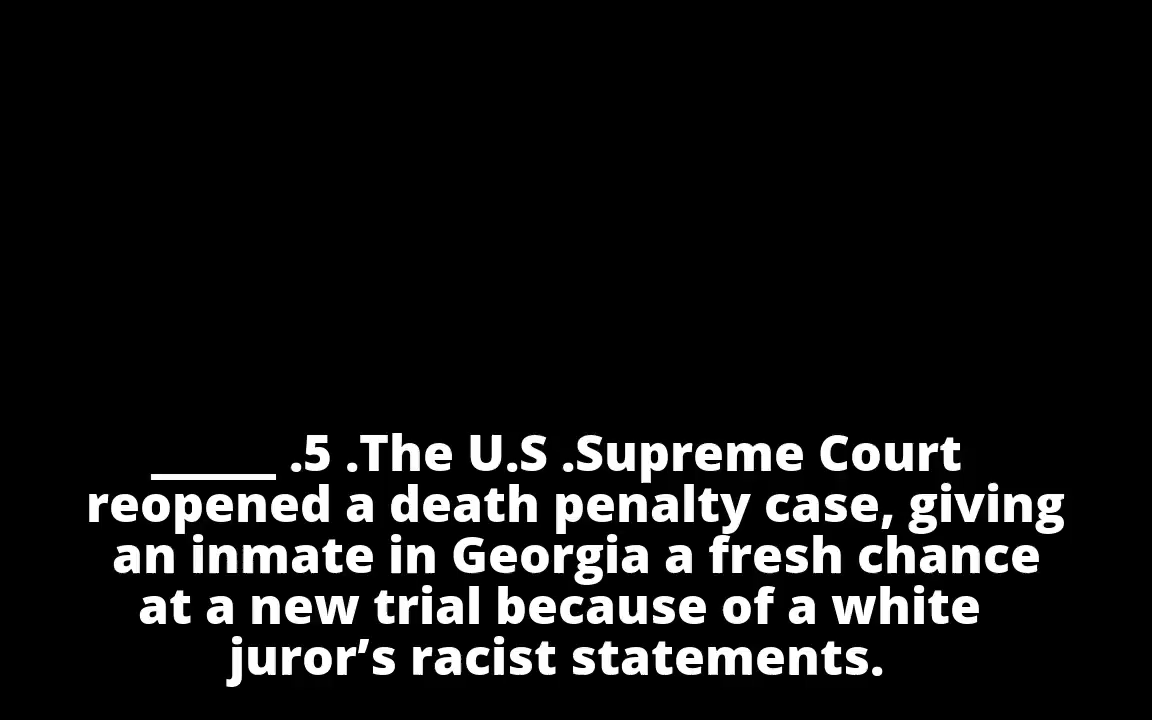 ______ .5 .The U.S .Supreme Court
reopened a death penalty case, giving
an inmate in Georgia a fresh chance
at a new trial because of a white
juror’s racist statements.